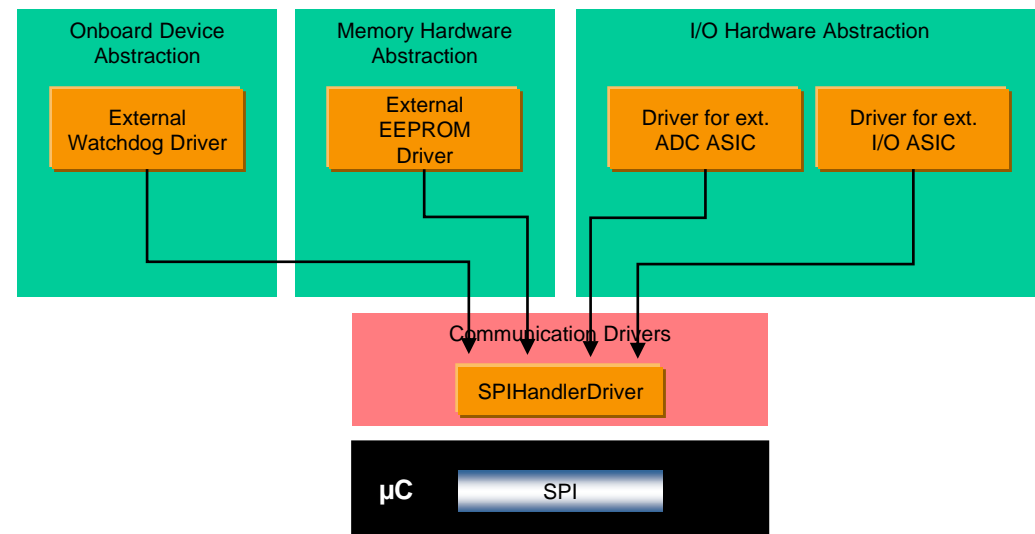 Onboard Device
Abstraction
Memory Hardware
Abstraction
I/O Hardware Abstraction
External
Watchdog Driver
External
EEPROM
Driver
Driver for ext.
ADC ASIC
Driver for ext.
I/O ASIC
Communication Drivers
SPIHandlerDriver
µC
SPI